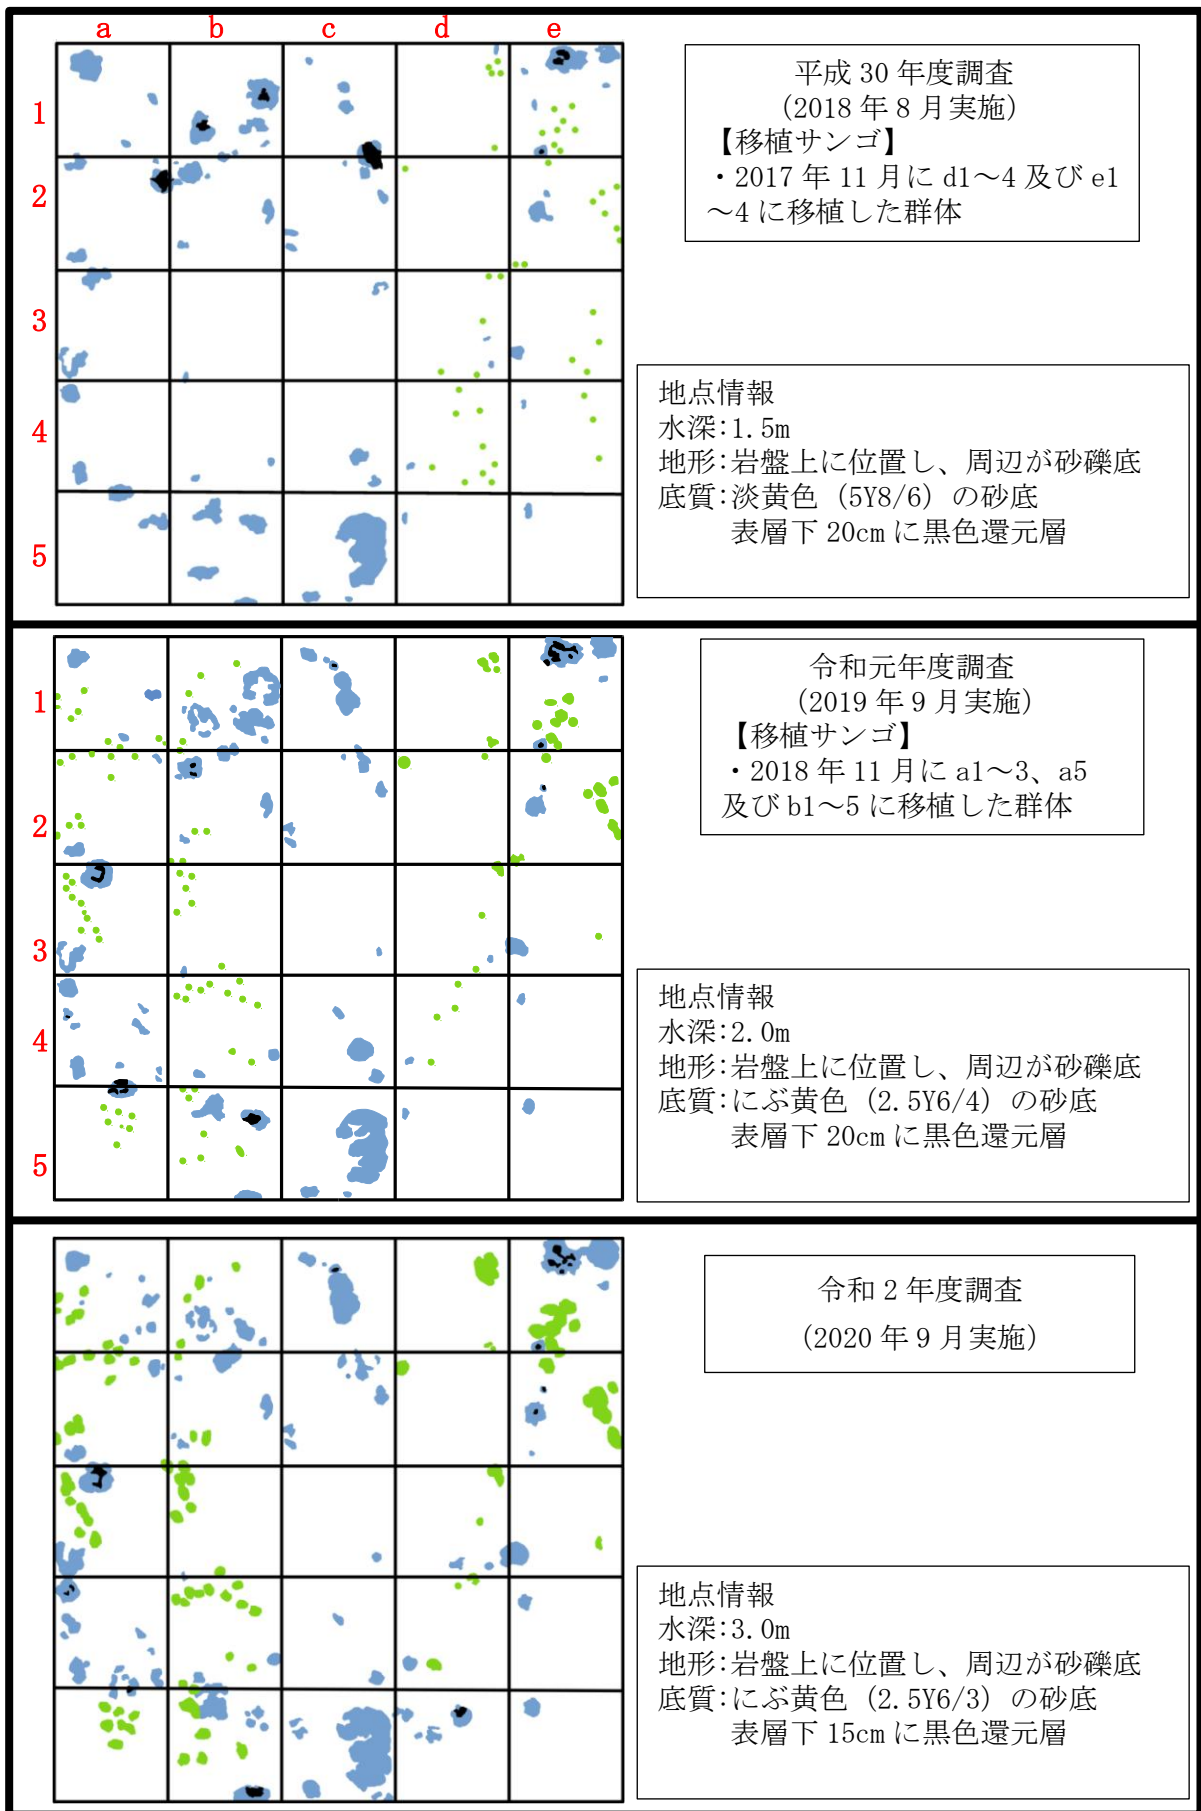 a b c d e
1
2
3
4
5
平成 30 年度調査
(2018 年 8 月実施)
【移植サンゴ】
・2017 年 11 月に d1～4 及び e1
～4 に移植した群体
地点情報
水深:1.5m
地形:岩盤上に位置し、周辺が砂礫底
底質:淡黄色 (5Y8/6) の砂底
表層下 20cm に黒色還元層
1
2
3
4
5
令和元年度調査
(2019 年 9 月実施)
【移植サンゴ】
・2018 年 11 月に a1～3、a5
及び b1～5 に移植した群体
地点情報
水深:2.0m
地形:岩盤上に位置し、周辺が砂礫底
底質:にぶ黄色 (2.5Y6/4) の砂底
表層下 20cm に黒色還元層
令和 2 年度調査
(2020 年 9 月実施)
地点情報
水深:3.0m
地形:岩盤上に位置し、周辺が砂礫底
底質:にぶ黄色 (2.5Y6/3) の砂底
表層下 15cm に黒色還元層